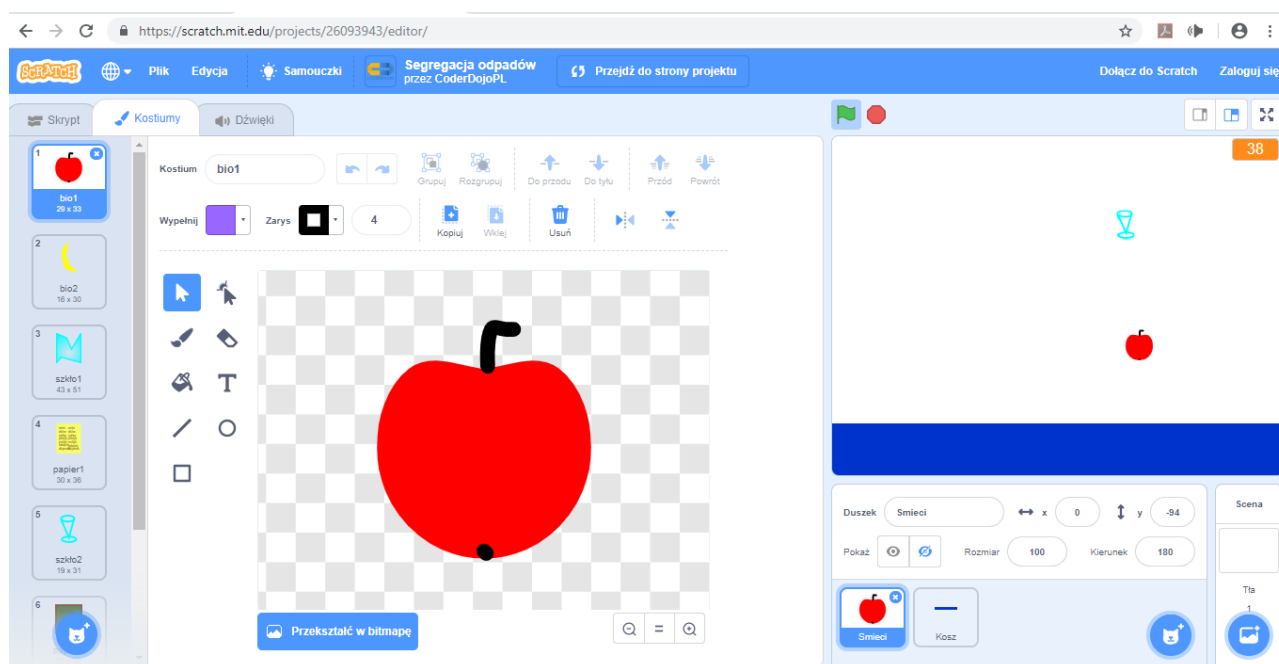 https://scratch.mit.edu/projects/26093943/editor/
SCRATCH Plik Edycja Samouczki Segregacja odpadów Przejdź do strony projektu Dołącz do Scratch Zaloguj się
przez CoderDojoPL
Skrypt Kostiumy Dźwięki
38
1
bio1
29 x 33
2
bio2
16 x 30
3
szkło1
43 x 51
4
papier1
30 x 36
5
szkło2
19 x 31
6
Kostium bio1
Grupuj Rozgrupuj Do przodu Do tyłu Przód Powrót
Wypełnij Zarys 4
Kopiuj Wklej Usuń
T
Przekształć w bitmapę
Duszek Smieci x 0 y -94
Pokaż Rozmiar 100 Kierunek 180
Smieci
Kosz
Scena
Tła
1